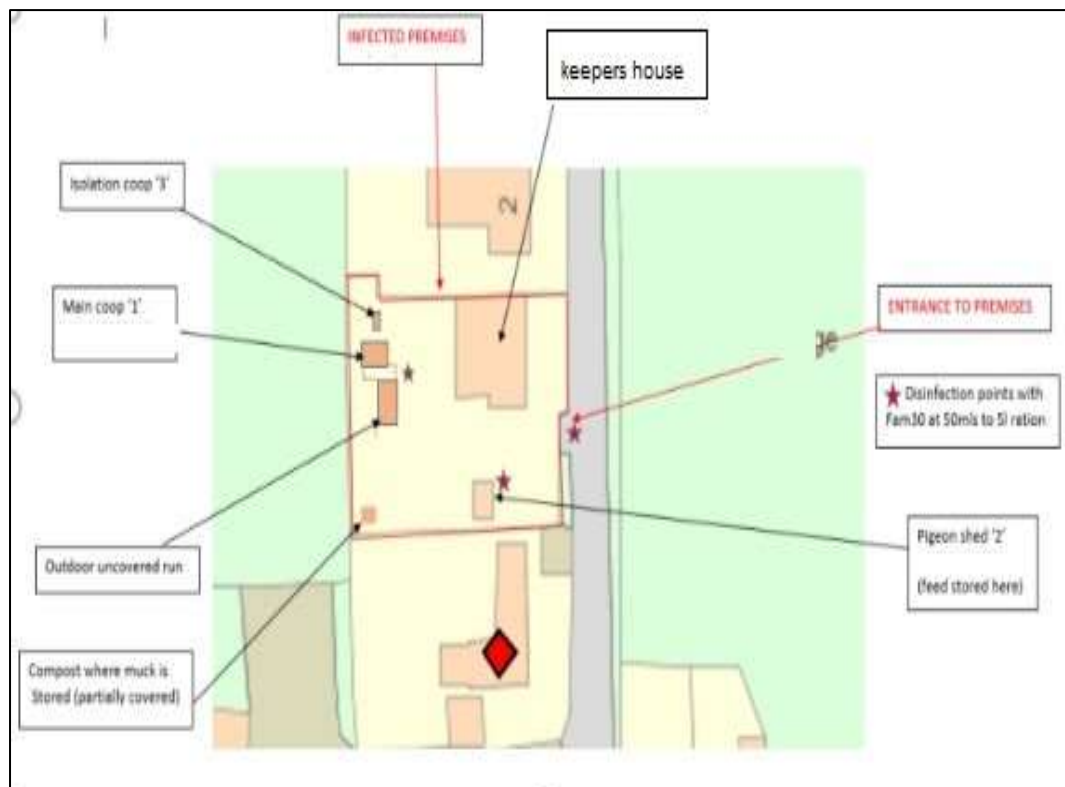 INFECTED PREMISES
keepers house
Isolation coop '3'
2
Main coop '1'
ENTRANCE TO PREMISES
ge
Disinfection points with
Fam30 at 50mls to 5l ration
Outdoor uncovered run
Pigeon shed '2'
(feed stored here)
Compost where muck is
Stored (partially covered)